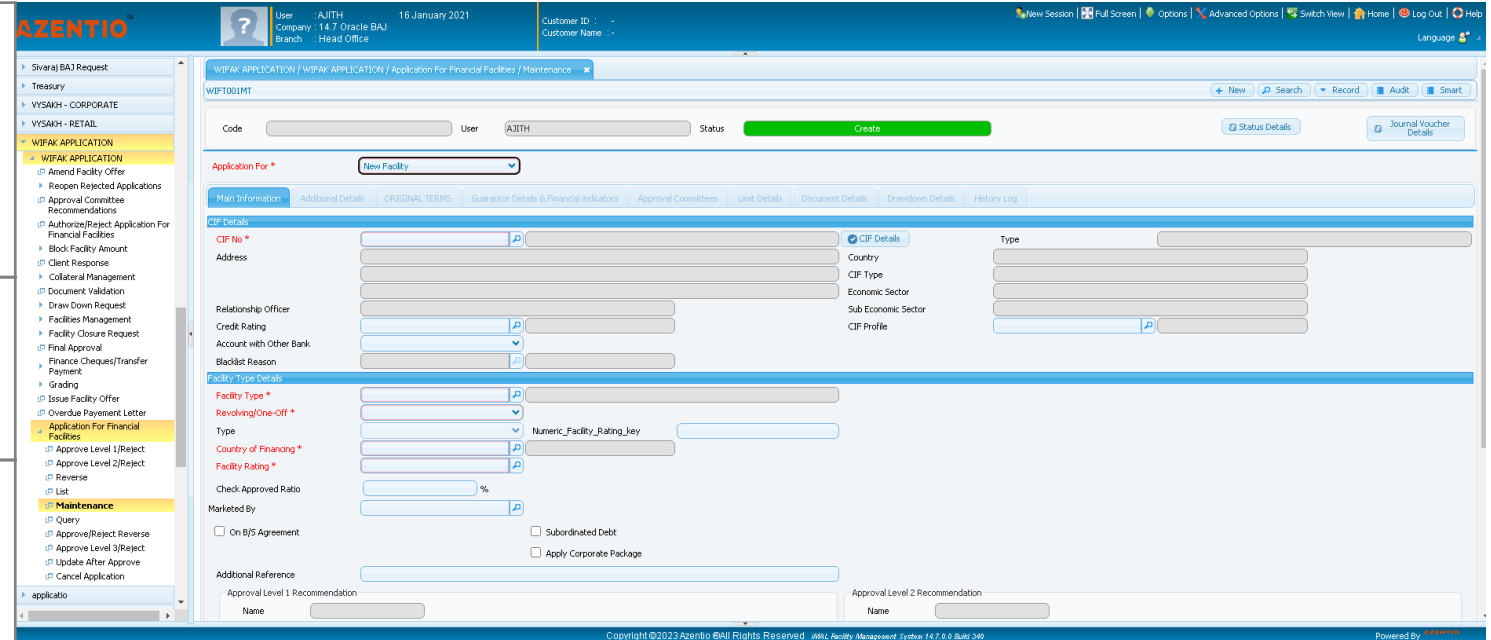 AZENTIO™
User : AJITH 16 January 2021
Company : 14.7 Oracle BAJ
Branch : Head Office
Customer ID : -
Customer Name : -
New Session | Full Screen | Options | Advanced Options | Switch View | Home | Log Out | Help
Language
Sivaraj BAJ Request
Treasury
VYSAKH - CORPORATE
VYSAKH - RETAIL
WIFAK APPLICATION
WIFAK APPLICATION
Amend Facility Offer
Reopen Rejected Applications
Approval Committee
Recommendations
Authorize/Reject Application For
Financial Facilities
Block Facility Amount
Client Response
Collateral Management
Document Validation
Draw Down Request
Facilities Management
Facility Closure Request
Final Approval
Finance Cheques/Transfer
Payment
Grading
Issue Facility Offer
Overdue Payement Letter
Application For Financial
Facilities
Approve Level 1/Reject
Approve Level 2/Reject
Reverse
List
Maintenance
Query
Approve/Reject Reverse
Approve Level 3/Reject
Update After Approve
Cancel Application
applicatio
WIFAK APPLICATION / WIFAK APPLICATION / Application For Financial Facilities / Maintenance
WIFT001MT
New Search Record Audit Smart
Code User AJITH Status Create Status Details Journal Voucher
Details
Application For * New Facility
Main Information Additional Details ORIGINAL TERMS Guarantor Details & Financial indicators Approval Committees Limit Details Document Details Drawdown Details History Log
CIF Details
CIF No * CIF Details Type
Address Country
CIF Type
Economic Sector
Relationship Officer Sub Economic Sector
Credit Rating CIF Profile
Account with Other Bank
Blacklist Reason
Facility Type Details
Facility Type *
Revolving/One-Off *
Type Numeric_Facility_Rating_key
Country of Financing *
Facility Rating *
Check Approved Ratio %
Marketed By
On B/S Agreement Subordinated Debt
Apply Corporate Package
Additional Reference
Approval Level 1 Recommendation Approval Level 2 Recommendation
Name Name
Copyright©2023 Azentio ®All Rights Reserved iMAL Facility Management System 14.7.0.0 Build 340 Powered By AZENTIO